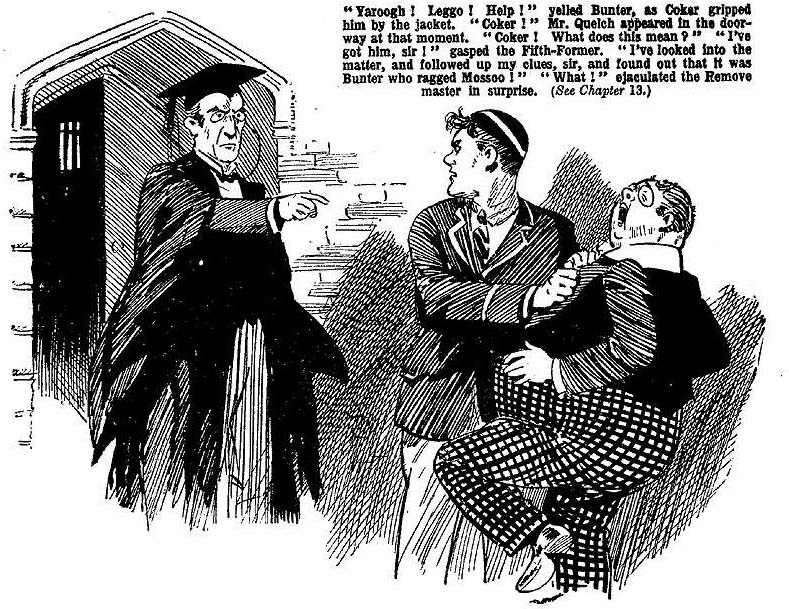 "Yaroogh ! Leggo ! Help !" yelled Bunter, as Coker gripped
him by the jacket. "Coker !" Mr. Quelch appeared in the door-
way at that moment. "Coker ! What does this mean ?" "I've
got him, sir !" gasped the Fifth-Former. "I've looked into the
matter, and followed up my clues, sir, and found out that it was
Bunter who ragged Mossoo !" "What !" ejaculated the Remove
master in surprise. (See Chapter 13.)